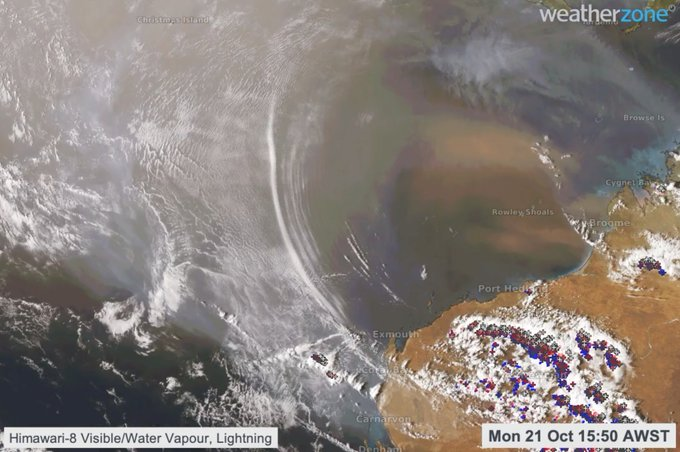 weatherzone
Christmas Island
Browse Is
Cygnet Bay
Rowley Shoals
Broome
Port Hedland
Exmouth
Carnarvon
Denham
Himawari-8 Visible/Water Vapour, Lightning
Mon 21 Oct 15:50 AWST